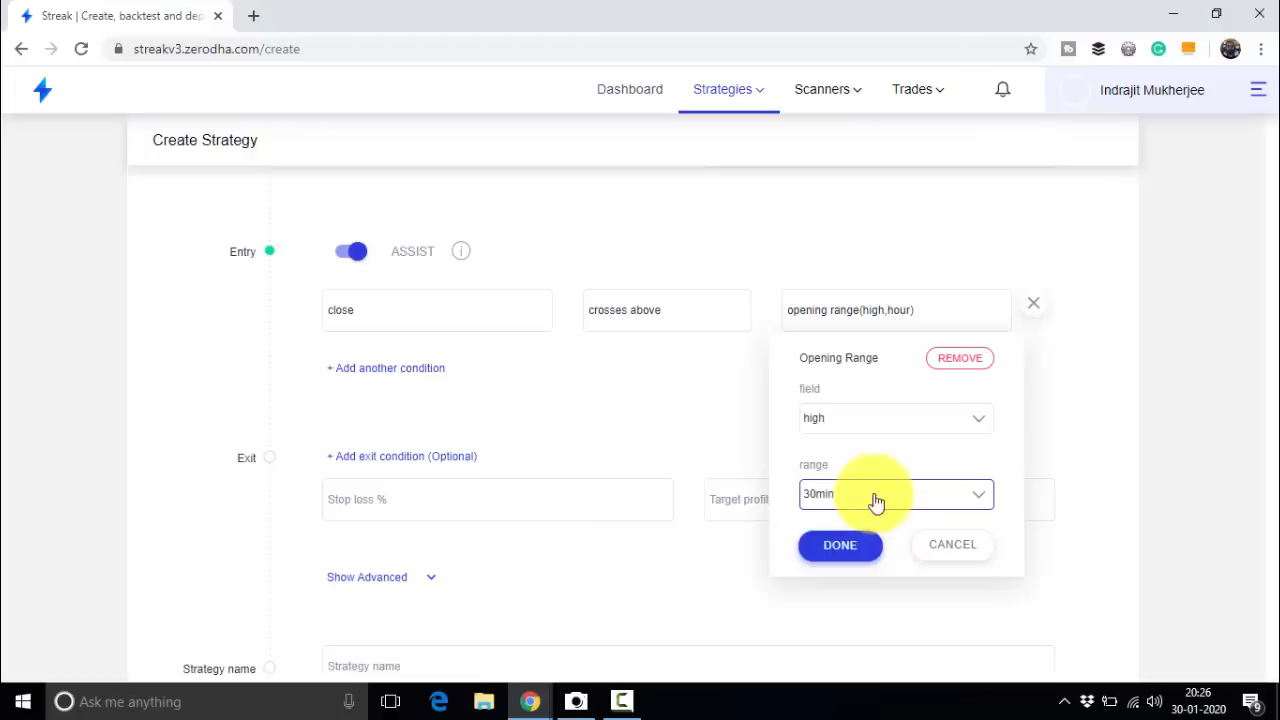 Streak | Create, backtest and dep
streakv3.zerodha.com/create
Dashboard
Strategies
Scanners
Trades
Indrajit Mukherjee
Create Strategy
Entry
ASSIST
i
close
crosses above
opening range(high,hour)
+ Add another condition
Opening Range
REMOVE
field
high
range
30min
DONE
CANCEL
Exit
+ Add exit condition (Optional)
Stop loss %
Target profit
Show Advanced
Strategy name
Strategy name
Ask me anything
20:26
30-01-2020
9